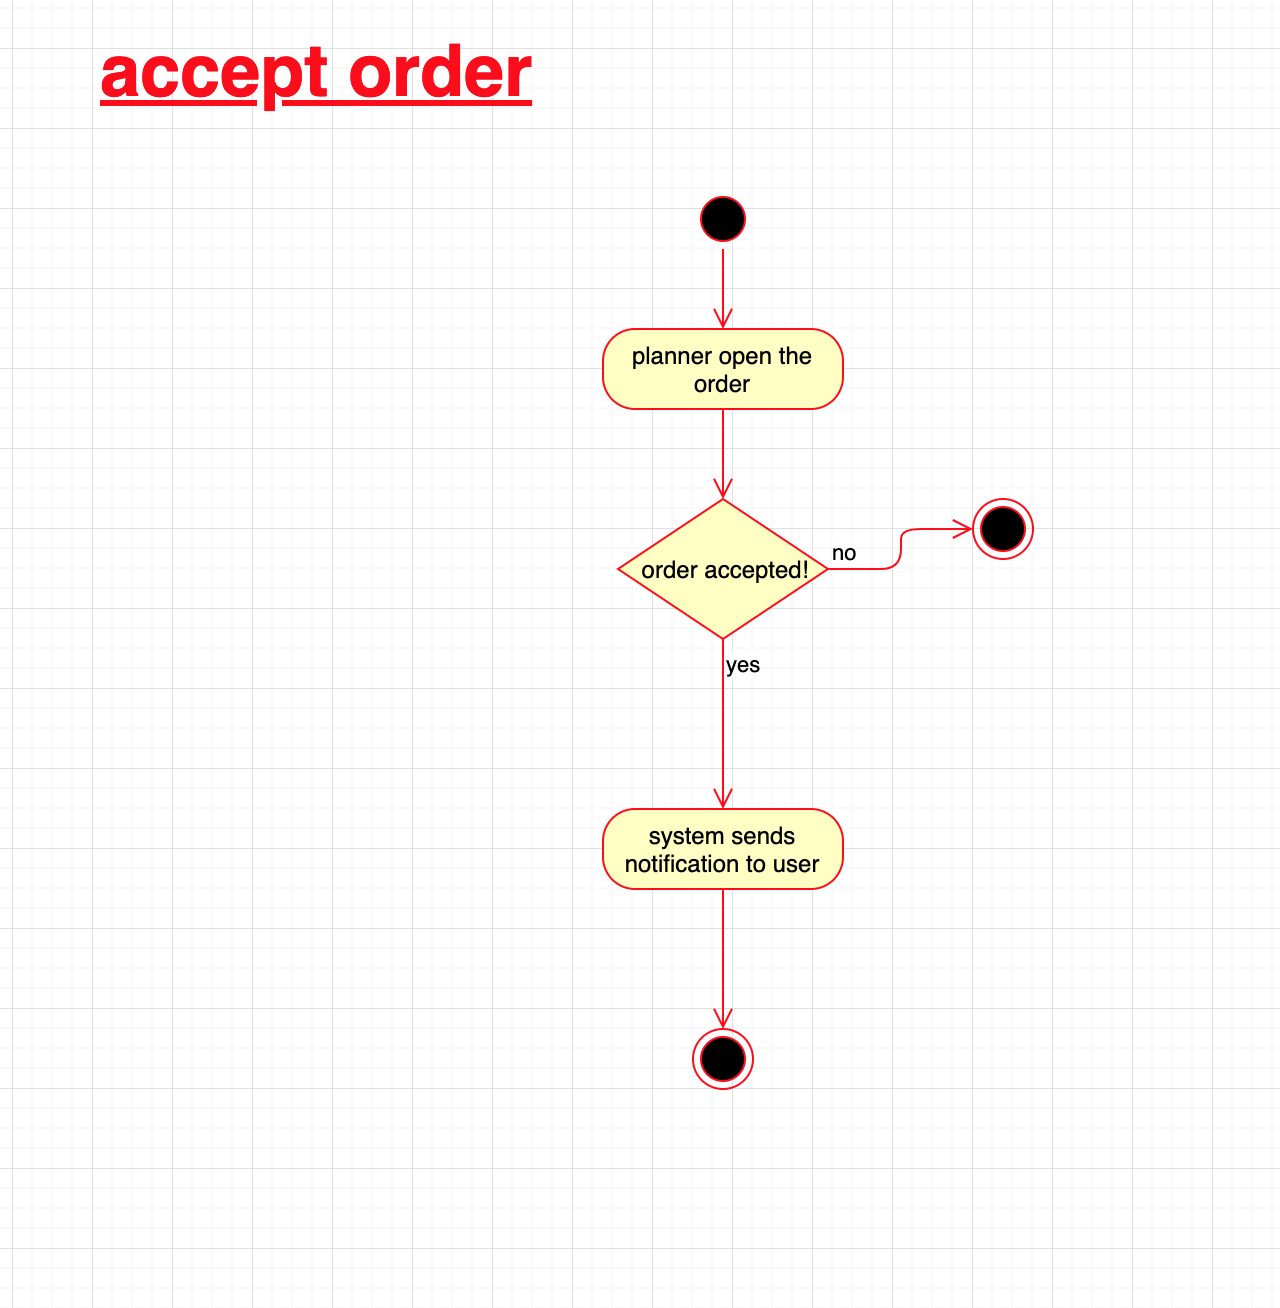 accept order
planner open the
order
order accepted!
no
yes
system sends
notification to user